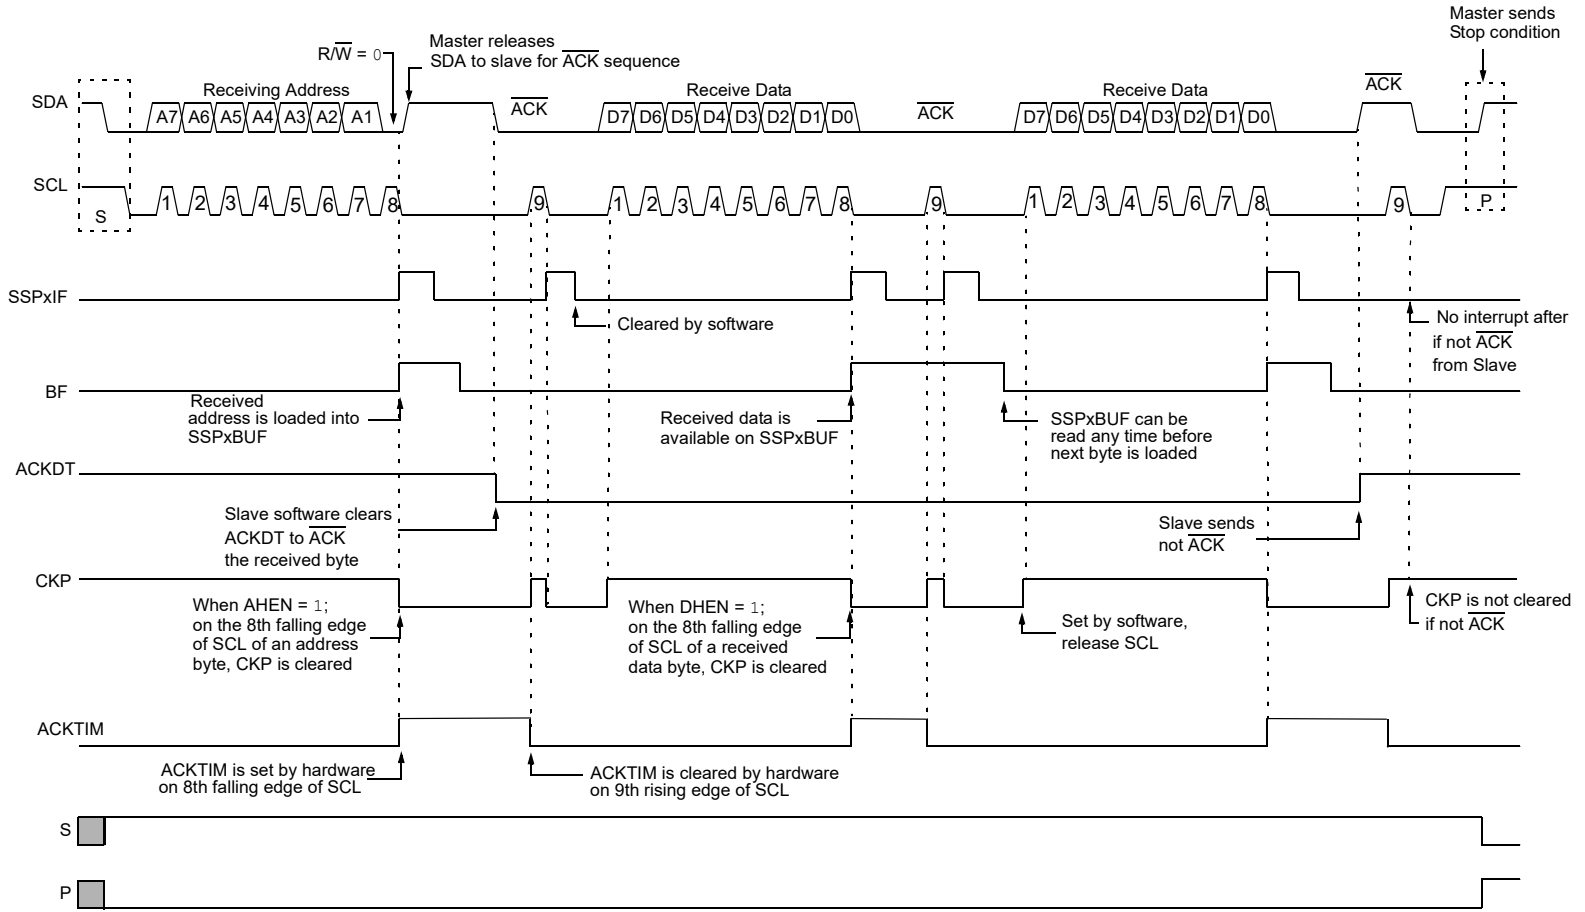 Master sends
Stop condition
Master releases
SDA to slave for ACK sequence
R/W = 0
SDA
Receiving Address
A7 A6 A5 A4 A3 A2 A1
ACK
Receive Data
D7 D6 D5 D4 D3 D2 D1 D0
ACK
Receive Data
D7 D6 D5 D4 D3 D2 D1 D0
ACK
SCL
S
1 2 3 4 5 6 7 8 9
1 2 3 4 5 6 7 8 9
1 2 3 4 5 6 7 8 9
P
SSPxIF
Cleared by software
No interrupt after
if not ACK
from Slave
BF
Received
address is loaded into
SSPxBUF
Received data is
available on SSPxBUF
SSPxBUF can be
read any time before
next byte is loaded
ACKDT
Slave software clears
ACKDT to ACK
the received byte
Slave sends
not ACK
CKP
When AHEN = 1;
on the 8th falling edge
of SCL of an address
byte, CKP is cleared
When DHEN = 1;
on the 8th falling edge
of SCL of a received
data byte, CKP is cleared
Set by software,
release SCL
CKP is not cleared
if not ACK
ACKTIM
ACKTIM is set by hardware
on 8th falling edge of SCL
ACKTIM is cleared by hardware
on 9th rising edge of SCL
S
P